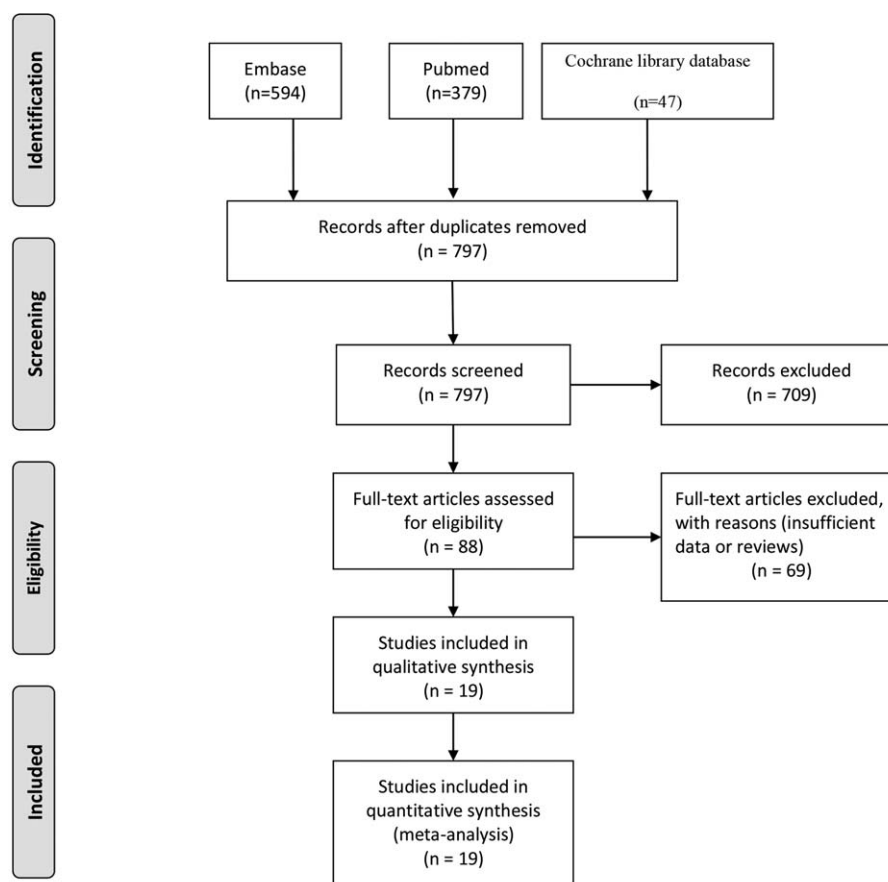 Identification
Embase
(n=594)
Pubmed
(n=379)
Cochrane library database
(n=47)
Records after duplicates removed
(n = 797)
Screening
Records screened
(n = 797)
Records excluded
(n = 709)
Eligibility
Full-text articles assessed
for eligibility
(n = 88)
Full-text articles excluded,
with reasons (insufficient
data or reviews)
(n = 69)
Studies included in
qualitative synthesis
(n = 19)
Included
Studies included in
quantitative synthesis
(meta-analysis)
(n = 19)